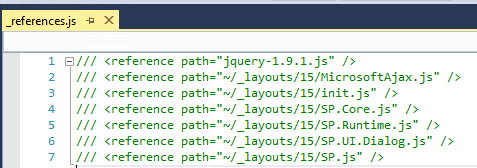 _references.js
1 /// <reference path="jquery-1.9.1.js" />
2 /// <reference path="~/_layouts/15/MicrosoftAjax.js" />
3 /// <reference path="~/_layouts/15/init.js" />
4 /// <reference path="~/_layouts/15/SP.Core.js" />
5 /// <reference path="~/_layouts/15/SP.Runtime.js" />
6 /// <reference path="~/_layouts/15/SP.UI.Dialog.js" />
7 /// <reference path="~/_layouts/15/SP.js" />